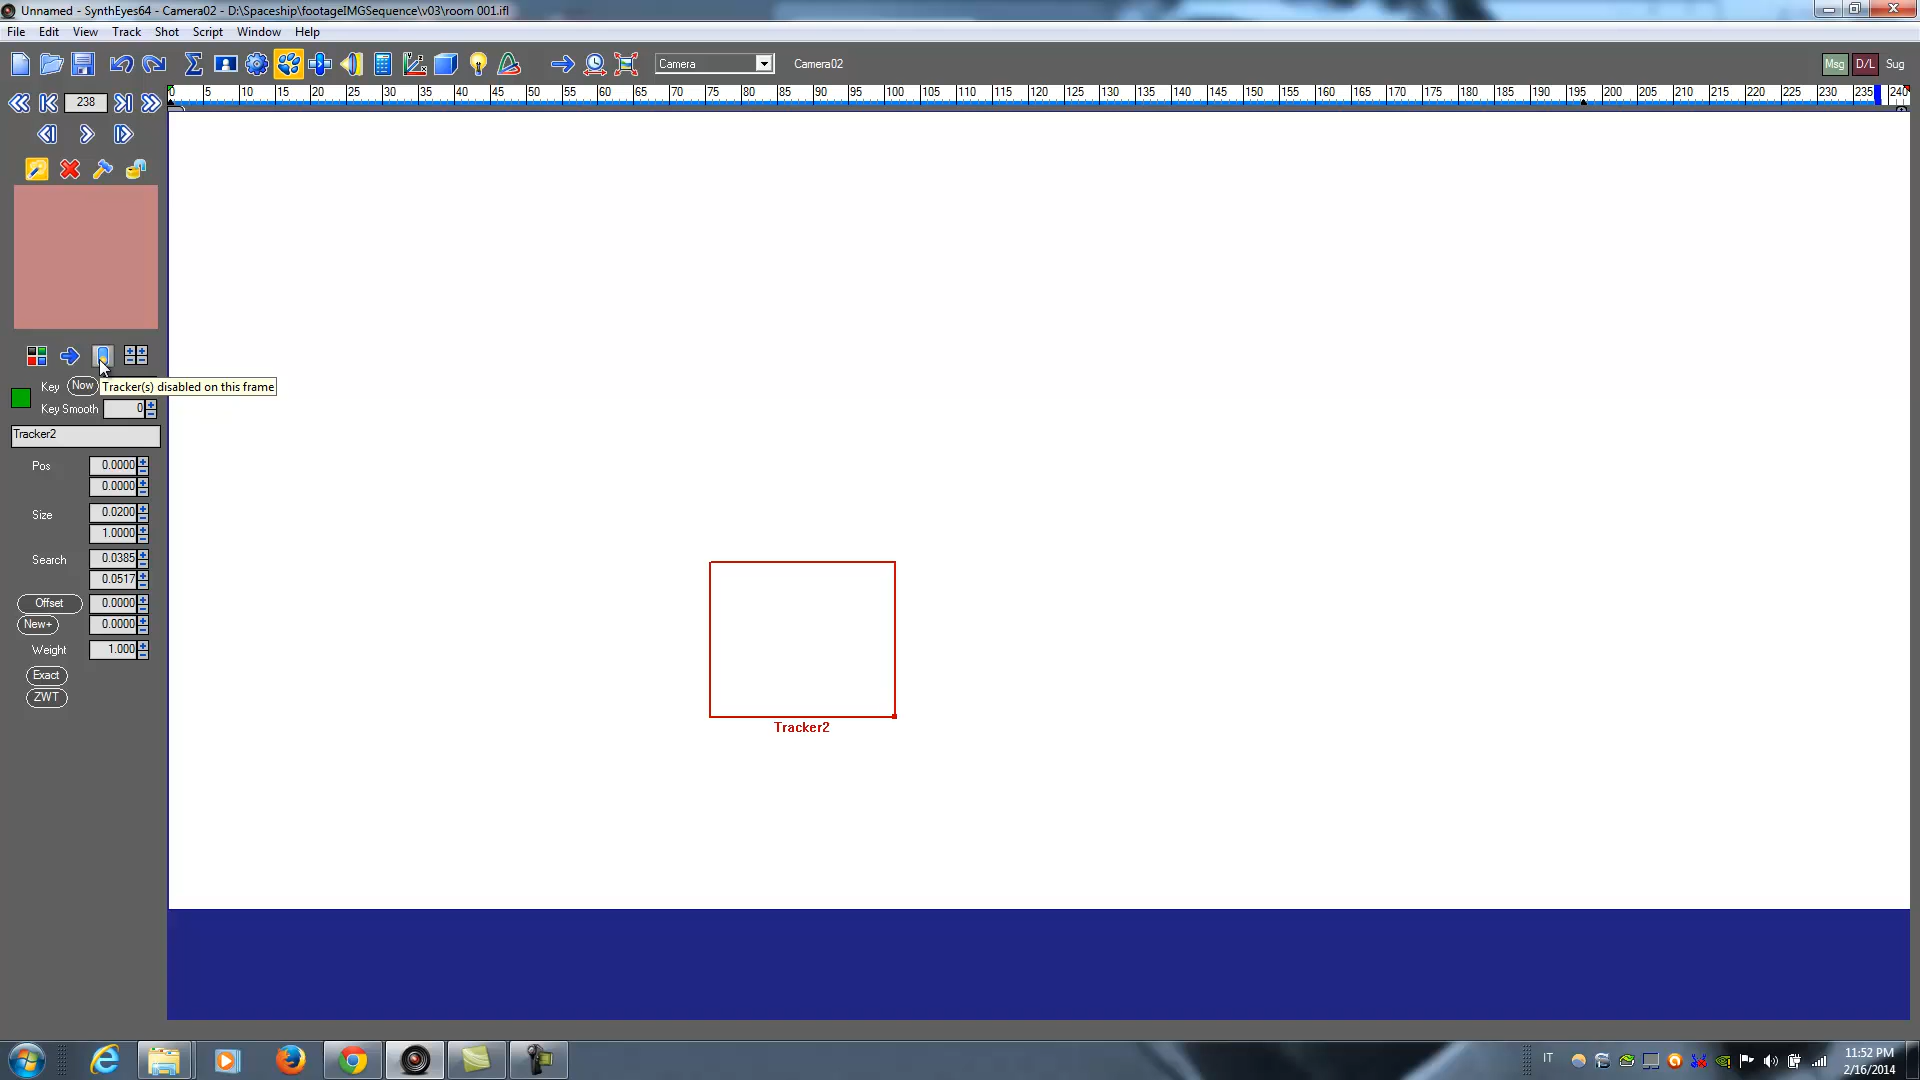 Unnamed - SynthEyes64 - Camera02 - D:\Spaceship\footageIMGSequence\v03\room 001.ifl
File Edit View Track Shot Script Window Help
Camera Camera02 Msg D/L Sug
238 0 5 10 15 20 25 30 35 40 45 50 55 60 65 70 75 80 85 90 95 100 105 110 115 120 125 130 135 140 145 150 155 160 165 170 175 180 185 190 195 200 205 210 215 220 225 230 235 240
Key Now Tracker(s) disabled on this frame
Key Smooth 0
Tracker2
Pos 0.0000
0.0000
Size 0.0200
1.0000
Search 0.0385
0.0517
Offset 0.0000
New+ 0.0000
Weight 1.000
Exact
ZWT
Tracker2
IT 11:52 PM
2/16/2014